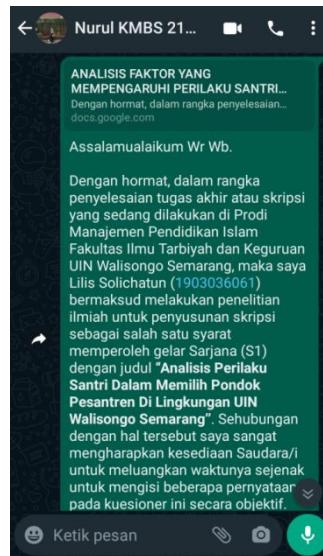 Nurul KMBS 21...
ANALISIS FAKTOR YANG
MEMPENGARUHI PERILAKU SANTRI...
Dengan hormat, dalam rangka penyelesaian...
docs.google.com
Assalamualaikum Wr Wb.
Dengan hormat, dalam rangka
penyelesaian tugas akhir atau skripsi
yang sedang dilakukan di Prodi
Manajemen Pendidikan Islam
Fakultas Ilmu Tarbiyah dan Keguruan
UIN Walisongo Semarang, maka saya
Lilis Solichatun (1903036061)
bermaksud melakukan penelitian
ilmiah untuk penyusunan skripsi
sebagai salah satu syarat
memperoleh gelar Sarjana (S1)
dengan judul "Analisis Perilaku
Santri Dalam Memilih Pondok
Pesantren Di Lingkungan UIN
Walisongo Semarang". Sehubungan
dengan hal tersebut saya sangat
mengharapkan kesediaan Saudara/i
untuk meluangkan waktunya sejenak
untuk mengisi beberapa pernyataan
pada kuesioner ini secara objektif.
Ketik pesan